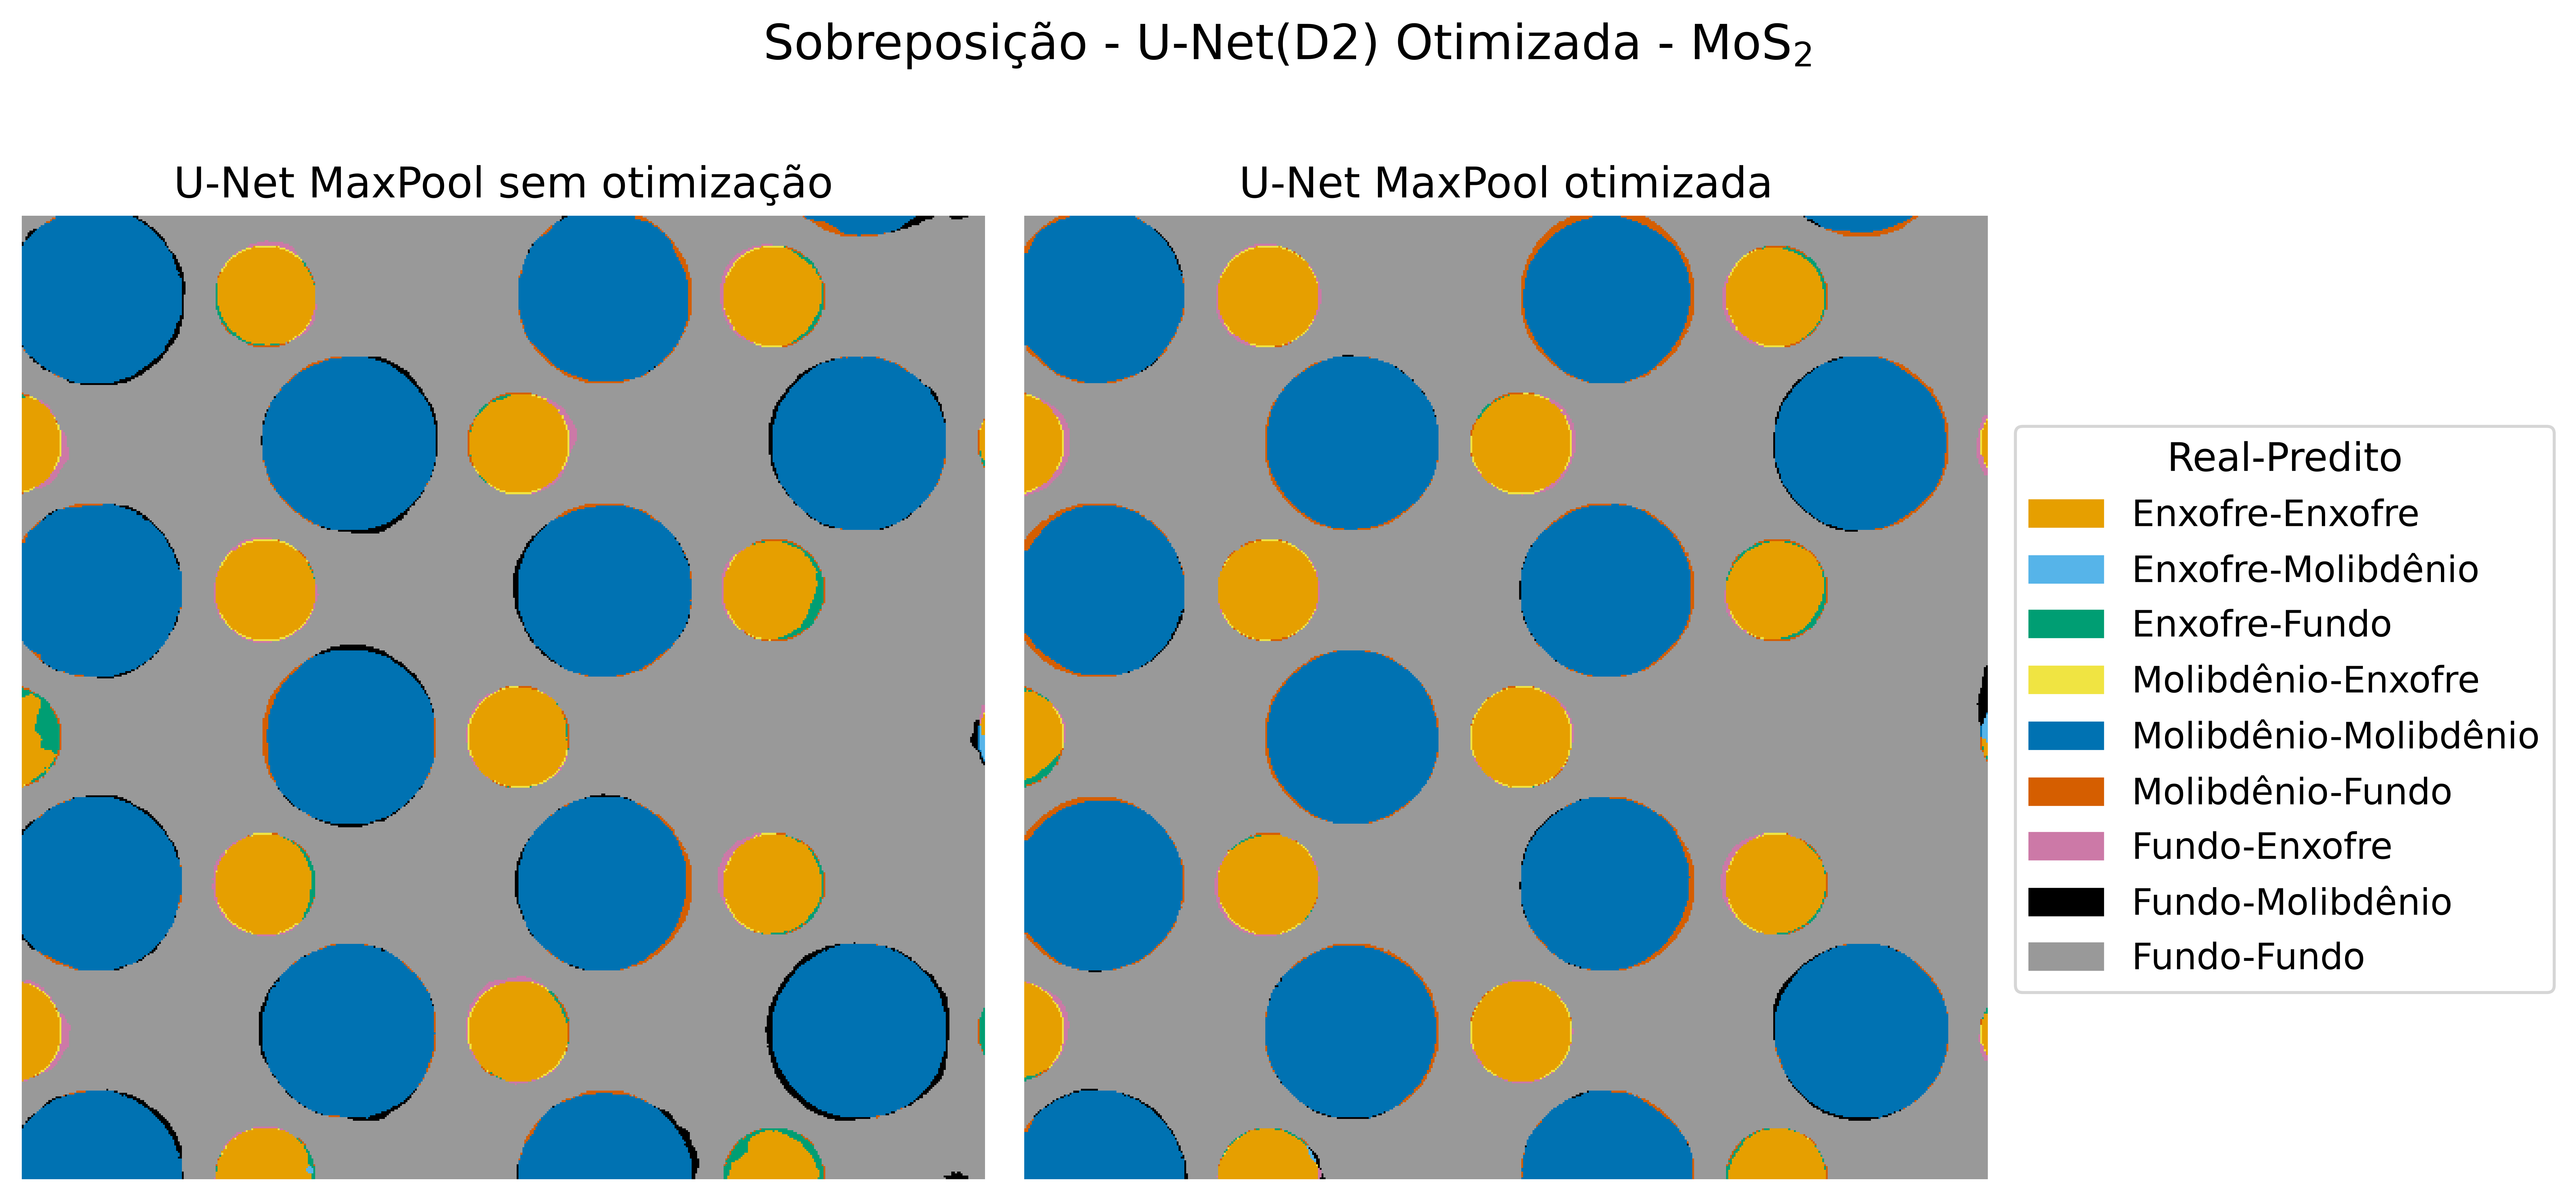 Sobreposição - U-Net(D2) Otimizada - MoS₂
U-Net MaxPool sem otimização
U-Net MaxPool otimizada
Real-Predito
Enxofre-Enxofre
Enxofre-Molibdênio
Enxofre-Fundo
Molibdênio-Enxofre
Molibdênio-Molibdênio
Molibdênio-Fundo
Fundo-Enxofre
Fundo-Molibdênio
Fundo-Fundo